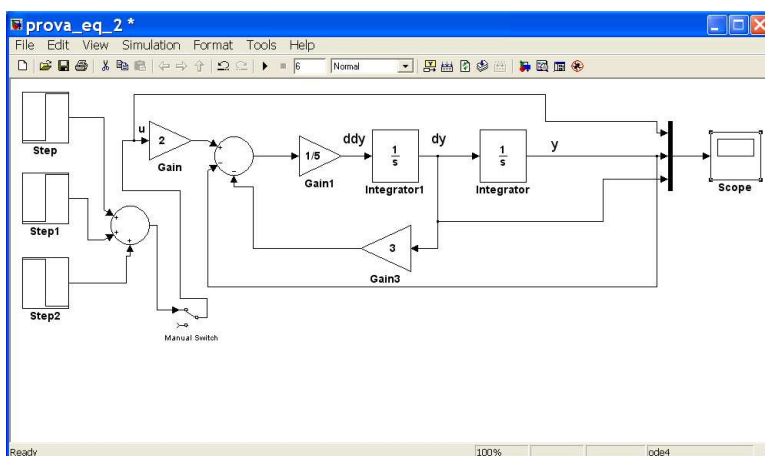 prova_eq_2 *
File Edit View Simulation Format Tools Help
6 Normal
Step
u
2
Gain
+
−
−
1/5
Gain1
ddy
1
s
Integrator1
dy
1
s
Integrator
y
Scope
Step1
+
+
+
3
Gain3
Step2
Manual Switch
Ready 100% ode4